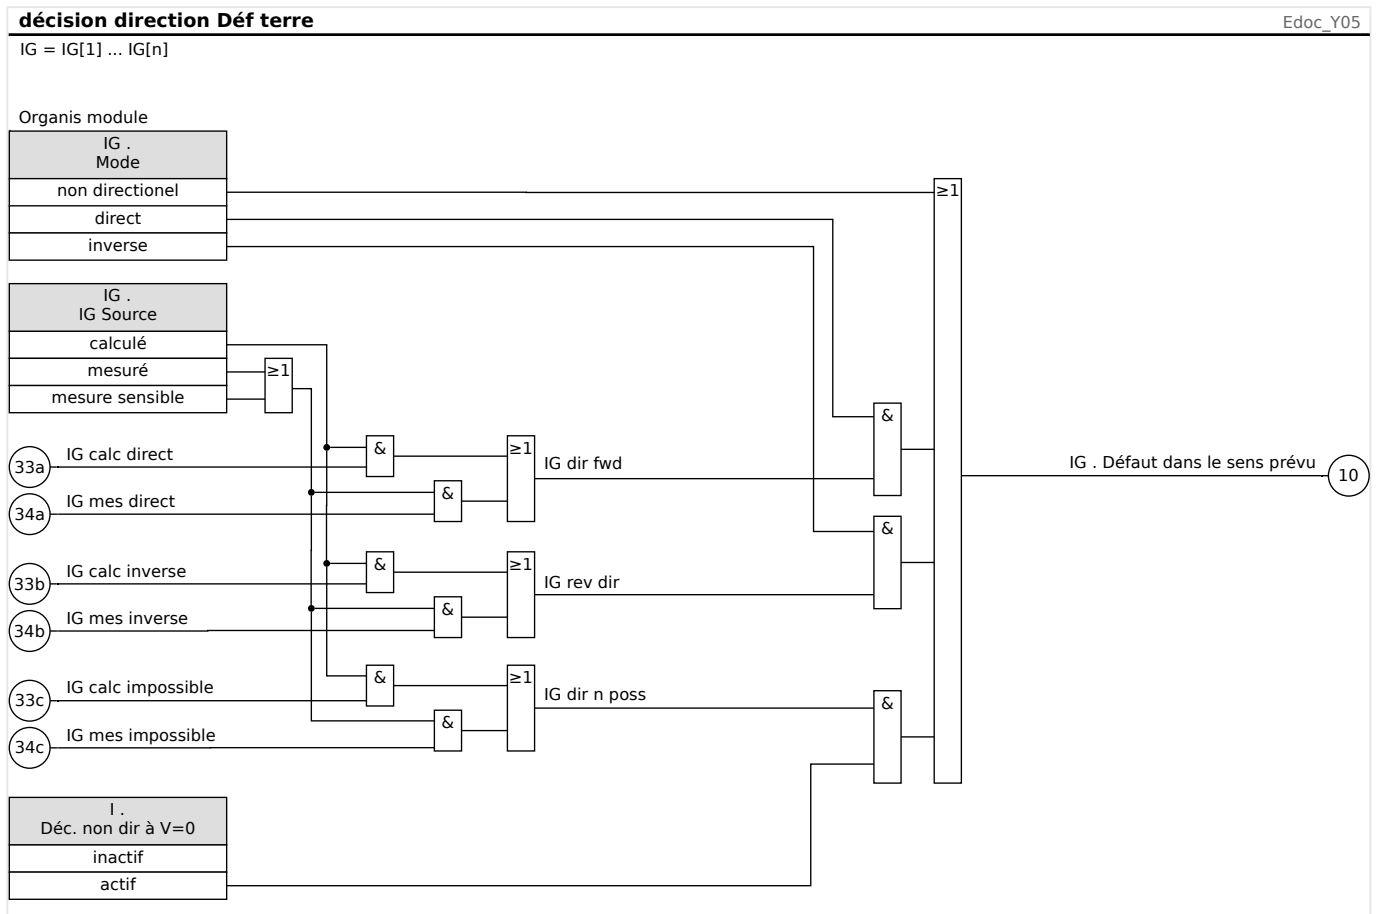 décision direction Déf terre
Edoc_Y05
IG = IG[1] ... IG[n]
Organis module
IG .
Mode
non directionel
direct
inverse
≥1
IG .
IG Source
calculé
mesuré
mesure sensible
≥1
&
33a
IG calc direct
&
≥1
IG dir fwd
IG . Défaut dans le sens prévu
10
34a
IG mes direct
&
&
33b
IG calc inverse
&
≥1
IG rev dir
34b
IG mes inverse
&
33c
IG calc impossible
&
≥1
IG dir n poss
&
34c
IG mes impossible
&
I .
Déc. non dir à V=0
inactif
actif